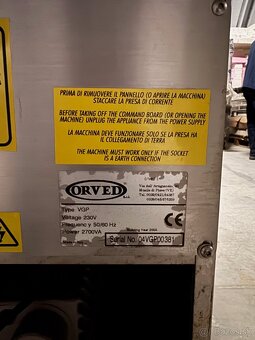 PRIMA DI RIMUOVERE IL PANNELLO (O APRIRE LA MACCHINA)
STACCARE LA PRESA DI CORRENTE
BEFORE TAKING OFF THE COMMAND BOARD (OR OPENING THE
MACHINE) UNPLUG THE APPLIANCE FROM THE POWER SUPPLY
LA MACCHINA DEVE FUNZIONARE SOLO SE LA PRESA HA
IL COLLEGAMENTO DI TERRA
THE MACHINE MUST WORK ONLY IF THE SOCKET
IS A EARTH CONNECTION
ORVED
Type VGP
Voltage 230V
Frequency 50/60 Hz
Power 2700VA
CE
Serial No. 04VGP00381